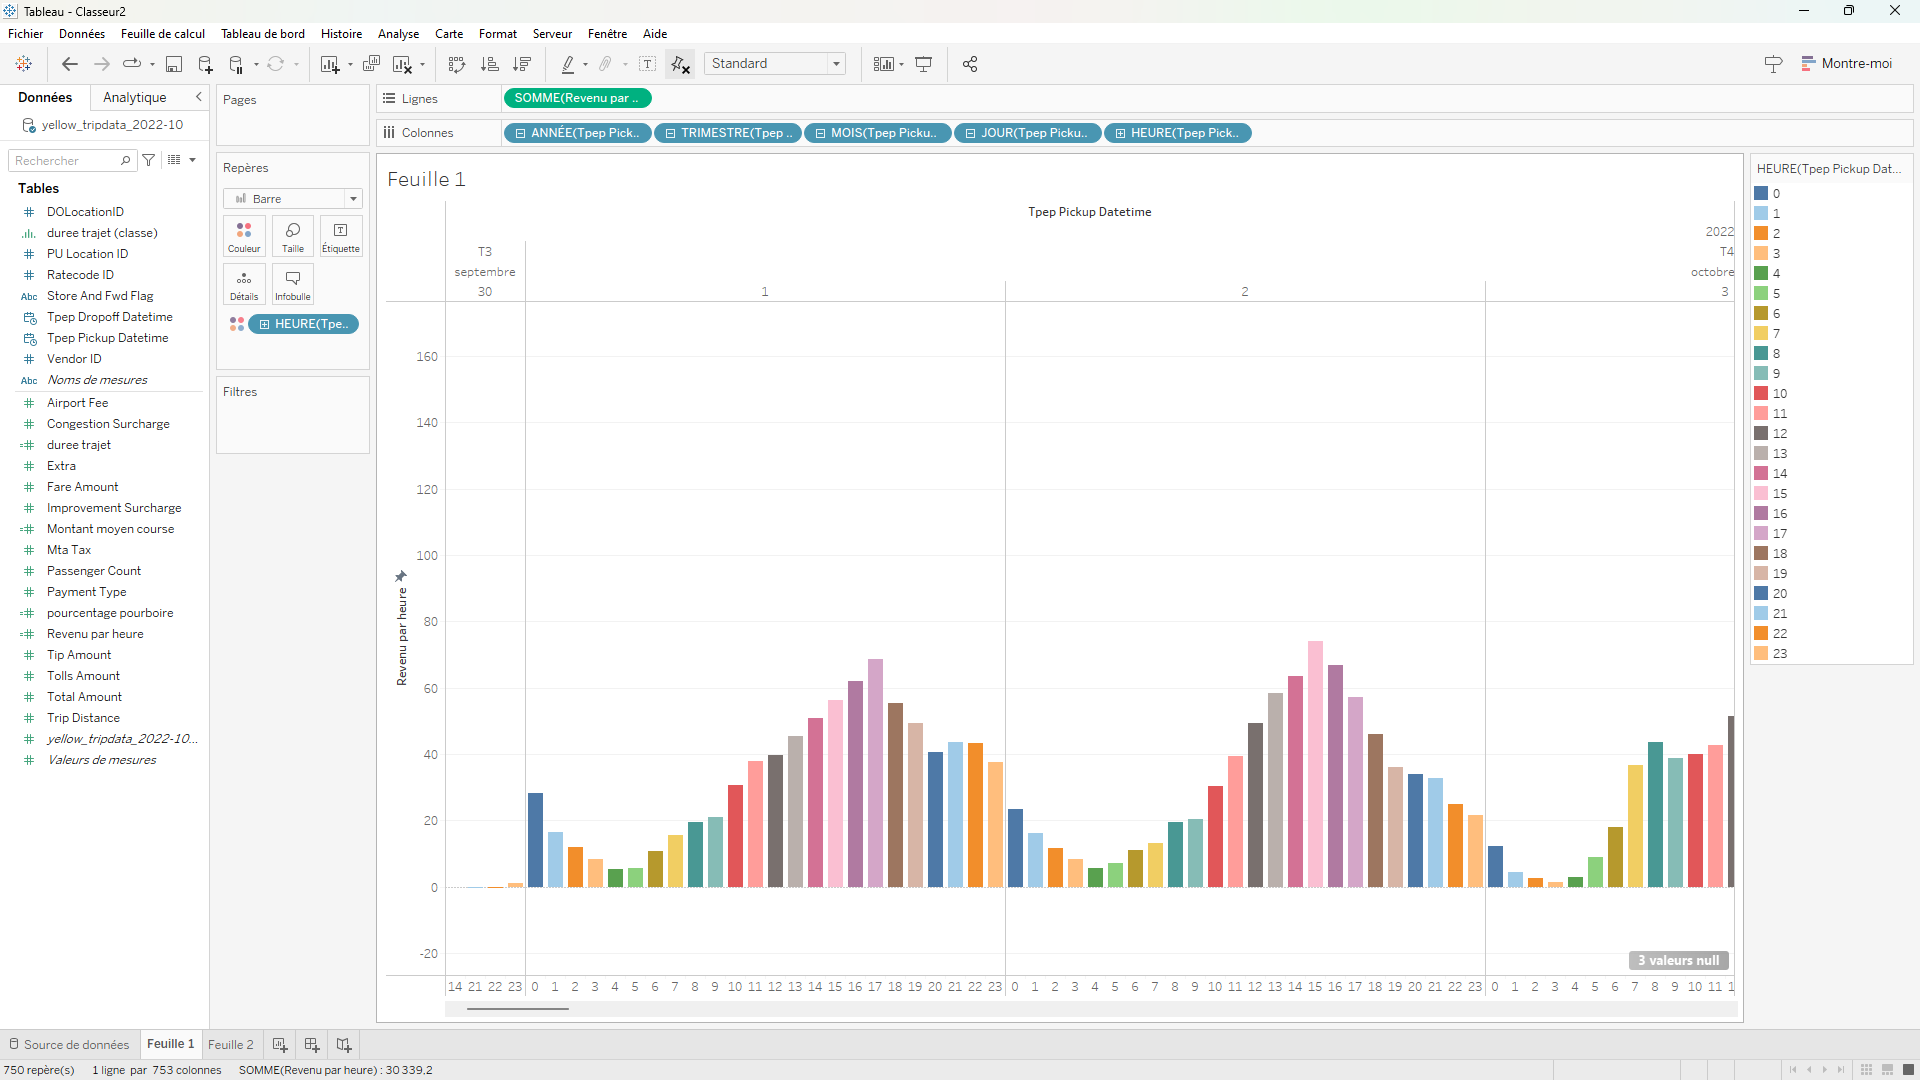 Tableau - Classeur2
Fichier Données Feuille de calcul Tableau de bord Histoire Analyse Carte Format Serveur Fenêtre Aide
Standard
Montre-moi
Données Analytique
yellow_tripdata_2022-10
Rechercher
Tables
DOLocationID
duree trajet (classe)
PU Location ID
Ratecode ID
Abc Store And Fwd Flag
Tpep Dropoff Datetime
Tpep Pickup Datetime
Vendor ID
Abc Noms de mesures
Airport Fee
Congestion Surcharge
duree trajet
Extra
Fare Amount
Improvement Surcharge
Montant moyen course
Mta Tax
Passenger Count
Payment Type
pourcentage pourboire
Revenu par heure
Tip Amount
Tolls Amount
Total Amount
Trip Distance
yellow_tripdata_2022-10...
Valeurs de mesures
Pages
Repères
Barre
Couleur Taille Étiquette
Détails Infobulle
HEURE(Tpe..
Filtres
Lignes SOMME(Revenu par ..
Colonnes ANNÉE(Tpep Pick.. TRIMESTRE(Tpep .. MOIS(Tpep Picku.. JOUR(Tpep Picku.. HEURE(Tpep Pick..
Feuille 1
Tpep Pickup Datetime
2022
T3 T4
septembre octobre
30 1 2 3
160
140
120
100
80
60
40
20
0
-20
Revenu par heure
3 valeurs null
14 21 22 23 0 1 2 3 4 5 6 7 8 9 10 11 12 13 14 15 16 17 18 19 20 21 22 23 0 1 2 3 4 5 6 7 8 9 10 11 12 13 14 15 16 17 18 19 20 21 22 23 0 1 2 3 4 5 6 7 8 9 10 11 1
HEURE(Tpep Pickup Dat...
0
1
2
3
4
5
6
7
8
9
10
11
12
13
14
15
16
17
18
19
20
21
22
23
Source de données Feuille 1 Feuille 2
750 repère(s) 1 ligne par 753 colonnes SOMME(Revenu par heure) : 30 339,2